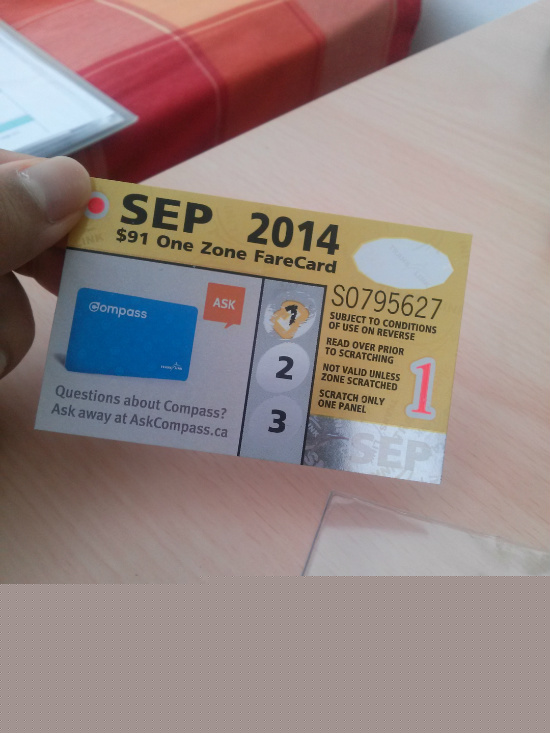 SEP 2014
$91 One Zone FareCard
Compass
ASK
Questions about Compass?
Ask away at AskCompass.ca
1
2
3
S0795627
SUBJECT TO CONDITIONS
OF USE ON REVERSE
READ OVER PRIOR
TO SCRATCHING
NOT VALID UNLESS
ZONE SCRATCHED
SCRATCH ONLY
ONE PANEL
1
SEP